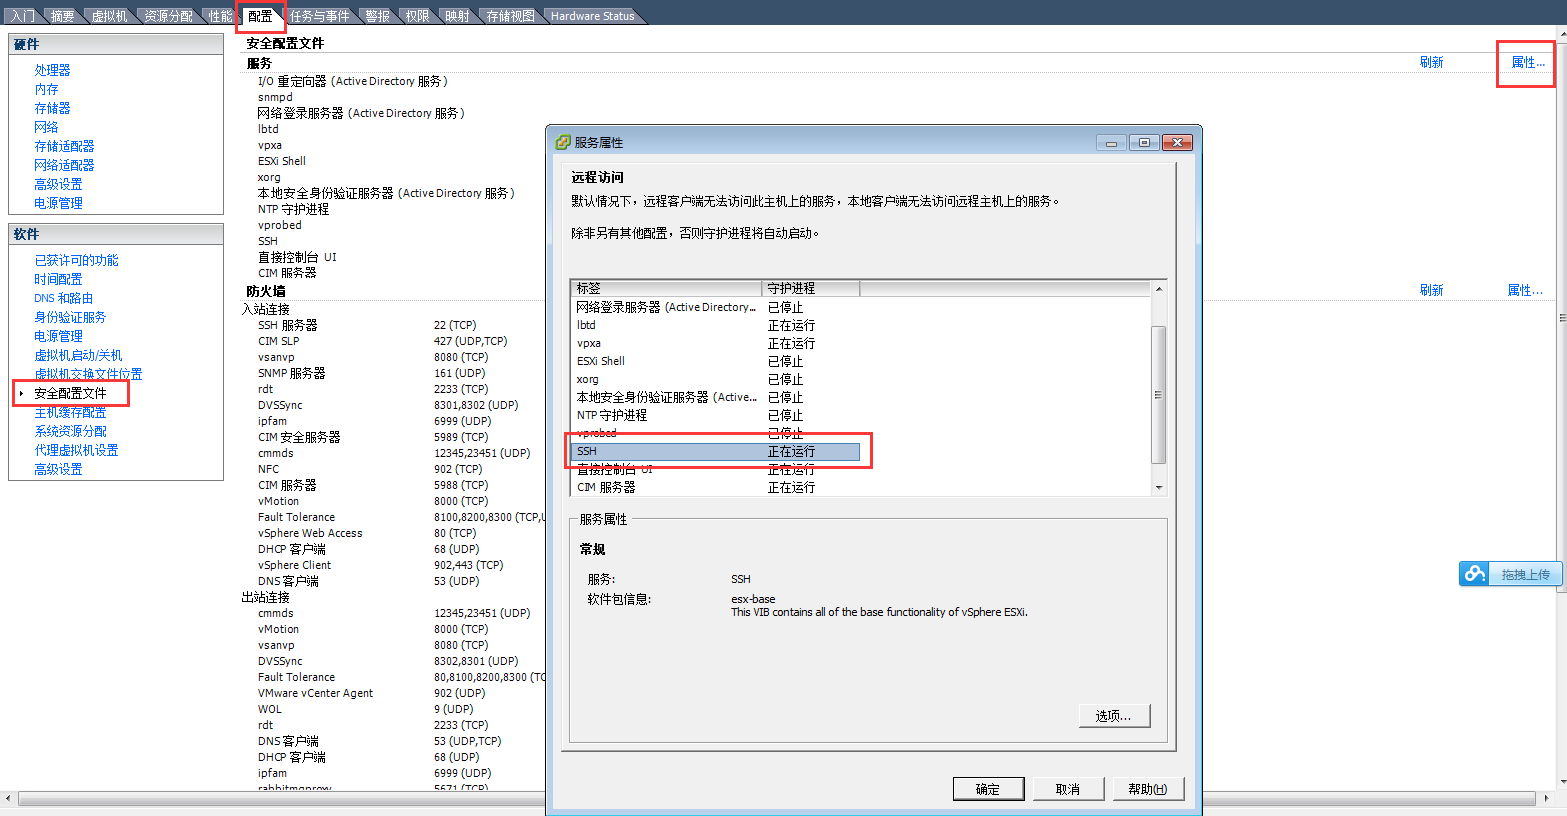 入门 摘要 虚拟机 资源分配 性能 配置 任务与事件 警报 权限 映射 存储视图 Hardware Status
硬件
处理器
内存
存储器
网络
存储适配器
网络适配器
高级设置
电源管理
软件
已获许可的功能
时间配置
DNS 和路由
身份验证服务
电源管理
虚拟机启动/关机
虚拟机交换文件位置
安全配置文件
主机缓存配置
系统资源分配
代理虚拟机设置
高级设置
安全配置文件
服务 刷新 属性...
I/O 重定向器 (Active Directory 服务)
snmpd
网络登录服务器 (Active Directory 服务)
lbtd
vpxa
ESXi Shell
xorg
本地安全身份验证服务器 (Active Directory 服务)
NTP 守护进程
vprobed
SSH
直接控制台 UI
CIM 服务器
防火墙 刷新 属性...
入站连接
SSH 服务器 22 (TCP)
CIM SLP 427 (UDP,TCP)
vsanvp 8080 (TCP)
SNMP 服务器 161 (UDP)
rdt 2233 (TCP)
DVSSync 8301,8302 (UDP)
ipfam 6999 (UDP)
CIM 安全服务器 5989 (TCP)
cmmds 12345,23451 (UDP)
NFC 902 (TCP)
CIM 服务器 5988 (TCP)
vMotion 8000 (TCP)
Fault Tolerance 8100,8200,8300 (TCP,U
vSphere Web Access 80 (TCP)
DHCP 客户端 68 (UDP)
vSphere Client 902,443 (TCP)
DNS 客户端 53 (UDP)
出站连接
cmmds 12345,23451 (UDP)
vMotion 8000 (TCP)
vsanvp 8080 (TCP)
DVSSync 8302,8301 (UDP)
Fault Tolerance 80,8100,8200,8300 (TC
VMware vCenter Agent 902 (UDP)
WOL 9 (UDP)
rdt 2233 (TCP)
DNS 客户端 53 (UDP,TCP)
DHCP 客户端 68 (UDP)
ipfam 6999 (UDP)
rabbitmqproxy 5671 (TCP)
服务属性
远程访问
默认情况下，远程客户端无法访问此主机上的服务，本地客户端无法访问远程主机上的服务。
除非另有其他配置，否则守护进程将自动启动。
标签 守护进程
网络登录服务器 (Active Directory... 已停止
lbtd 正在运行
vpxa 正在运行
ESXi Shell 已停止
xorg 已停止
本地安全身份验证服务器 (Active... 已停止
NTP 守护进程 已停止
vprobed 已停止
SSH 正在运行
直接控制台 UI 正在运行
CIM 服务器 正在运行
服务属性
常规
服务: SSH
软件包信息: esx-base
This VIB contains all of the base functionality of vSphere ESXi.
选项...
确定 取消 帮助(H)
拖拽上传